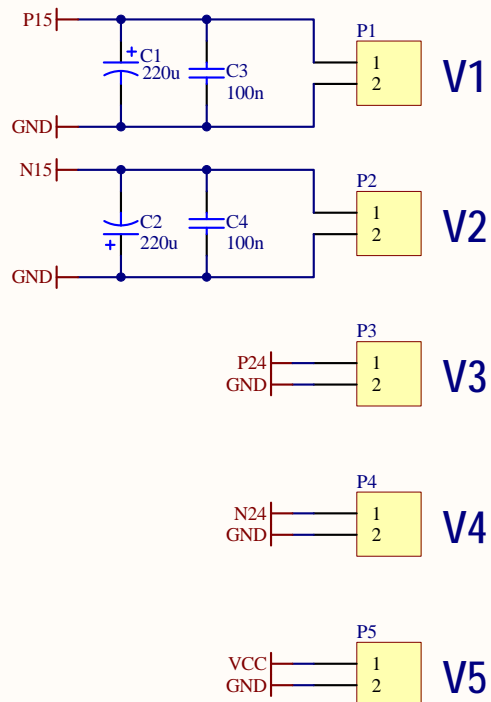 P15
C1
220u
C3
100n
P1
1
2
V1
GND
N15
C2
220u
C4
100n
P2
1
2
V2
GND
P3
P24
GND
1
2
V3
P4
N24
GND
1
2
V4
P5
VCC
GND
1
2
V5